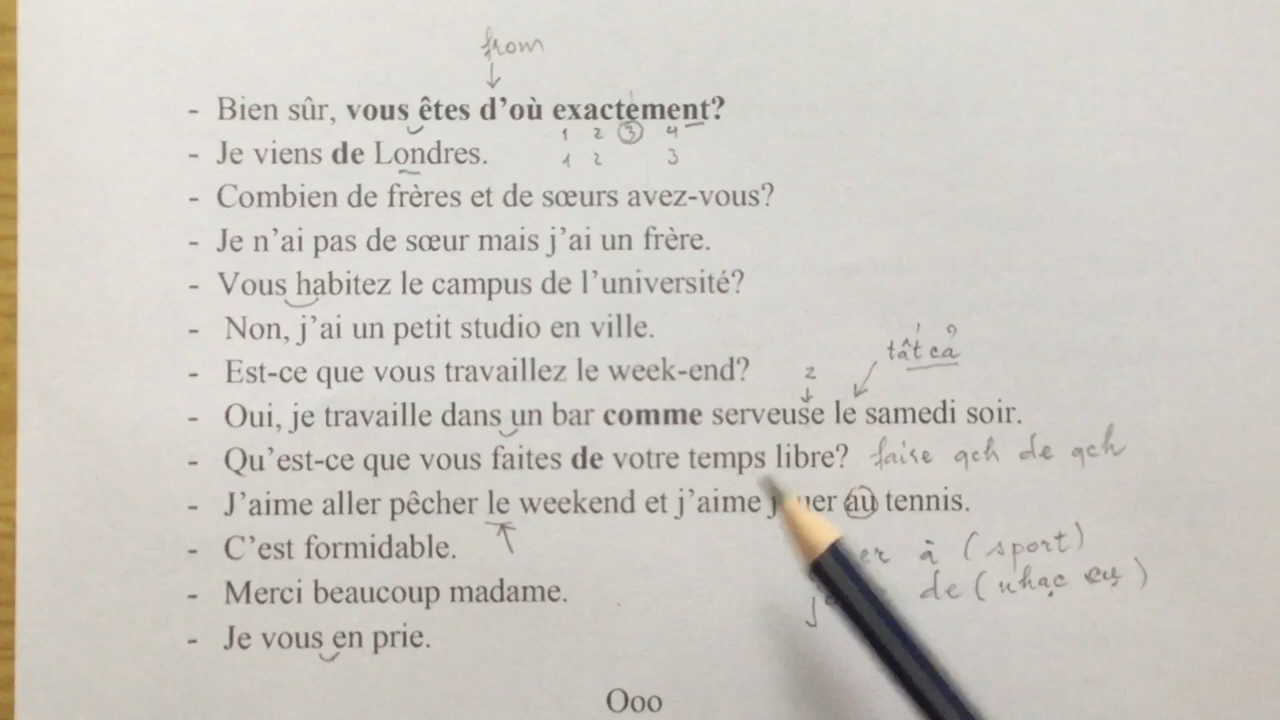 from
- Bien sûr, vous êtes d'où exactement?
1 2 3 4
- Je viens de Londres.
1 2 3
- Combien de frères et de sœurs avez-vous?
- Je n'ai pas de sœur mais j'ai un frère.
- Vous habitez le campus de l'université?
- Non, j'ai un petit studio en ville.
tất cả
- Est-ce que vous travaillez le week-end?
z
- Oui, je travaille dans un bar comme serveuse le samedi soir.
- Qu'est-ce que vous faites de votre temps libre? faire qch de qch
- J'aime aller pêcher le weekend et j'aime jouer au tennis.
- C'est formidable. er à (sport)
- Merci beaucoup madame. de (nhạc cụ)
- Je vous en prie.
Ooo